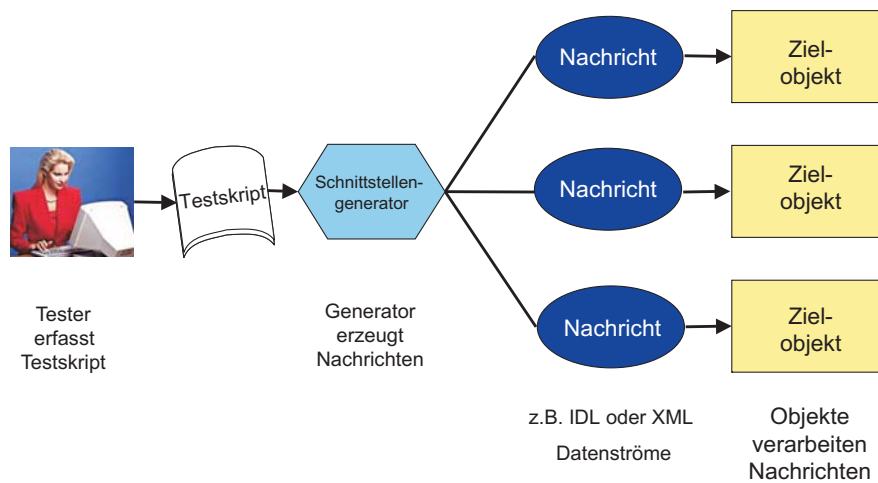 Nachricht
Ziel-
objekt
Testskript
Schnittstellen-
generator
Nachricht
Ziel-
objekt
Nachricht
Ziel-
objekt
Tester
erfasst
Testskript
Generator
erzeugt
Nachrichten
z.B. IDL oder XML
Datenströme
Objekte
verarbeiten
Nachrichten